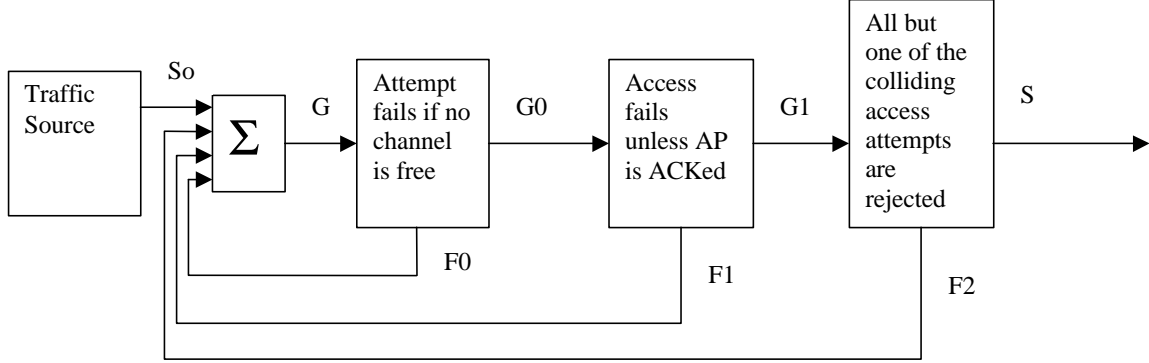 Traffic
Source
So
Σ
G
Attempt
fails if no
channel
is free
G0
Access
fails
unless AP
is ACKed
G1
All but
one of the
colliding
access
attempts
are
rejected
S
F0
F1
F2